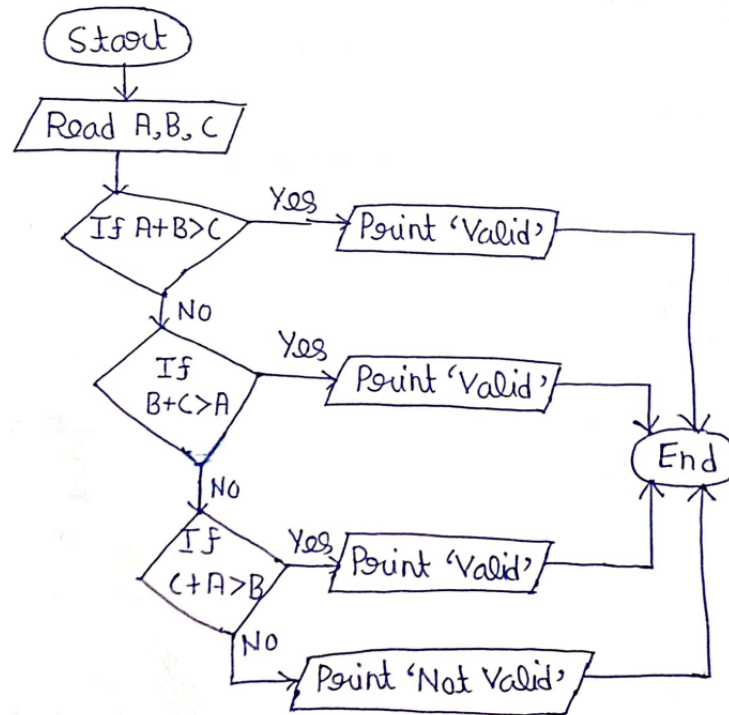 Start
Read A, B, C
If A+B>C
Yes
Print 'Valid'
NO
If
B+C>A
Yes
Print 'Valid'
End
NO
If
C+A>B
Yes
Print 'Valid'
NO
Print 'Not Valid'